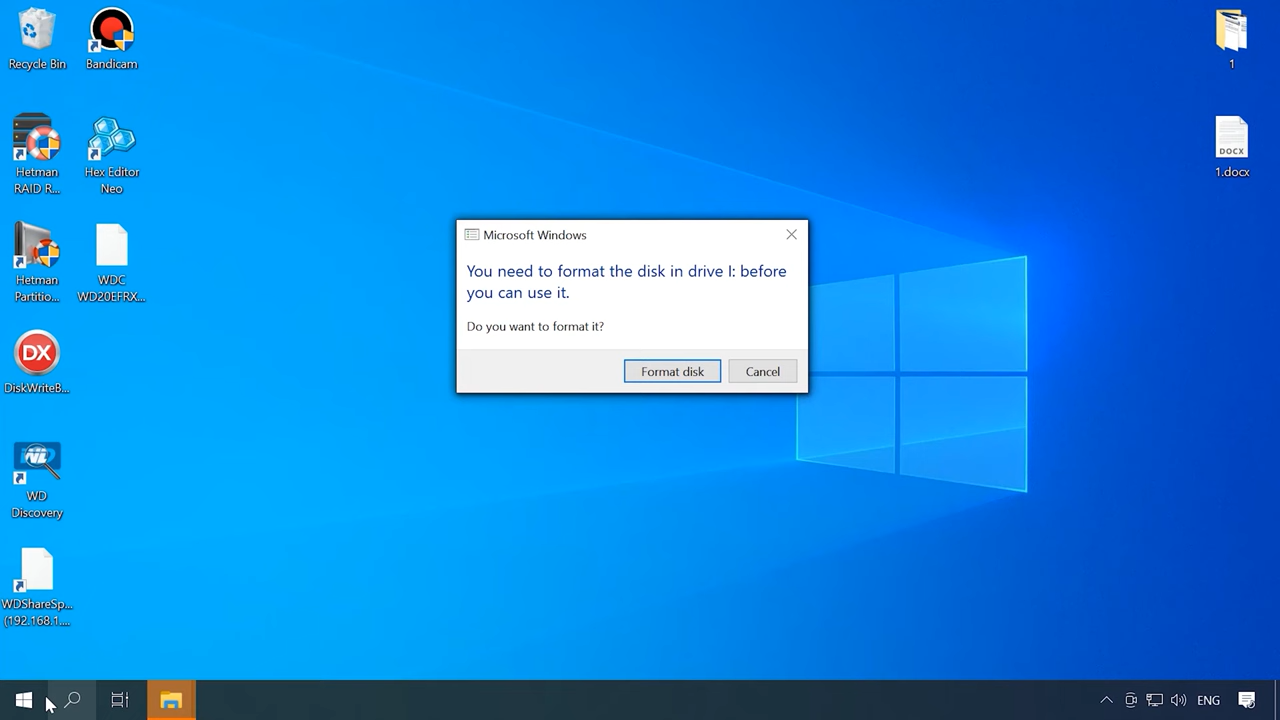 Recycle Bin
Bandicam
Hetman
RAID R...
Hex Editor
Neo
Hetman
Partitio...
WDC
WD20EFRX...
DX
DiskWriteB...
WD
Discovery
WDShareSp...
(192.168.1....
1
DOCX
1.docx
Microsoft Windows
You need to format the disk in drive I: before
you can use it.
Do you want to format it?
Format disk
Cancel
ENG